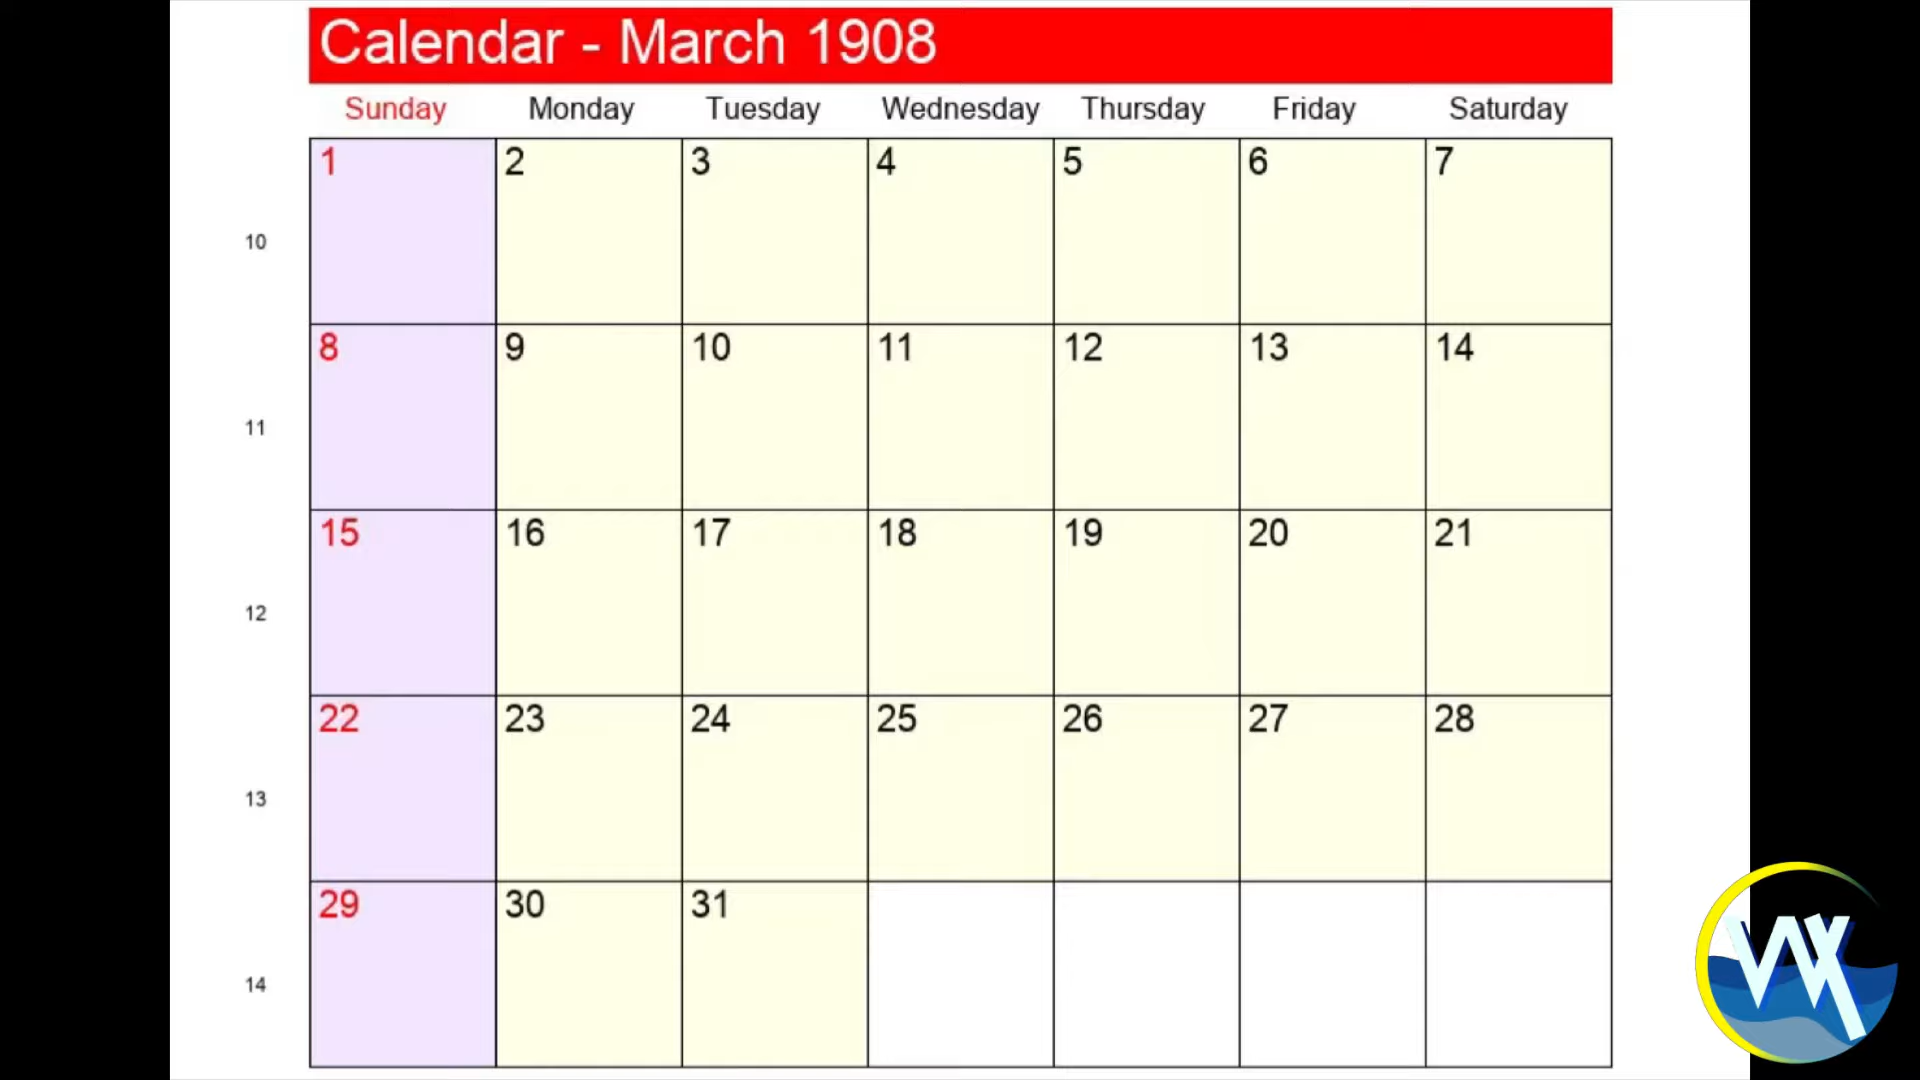 Calendar - March 1908
Sunday Monday Tuesday Wednesday Thursday Friday Saturday
10 1 2 3 4 5 6 7
11 8 9 10 11 12 13 14
12 15 16 17 18 19 20 21
13 22 23 24 25 26 27 28
14 29 30 31